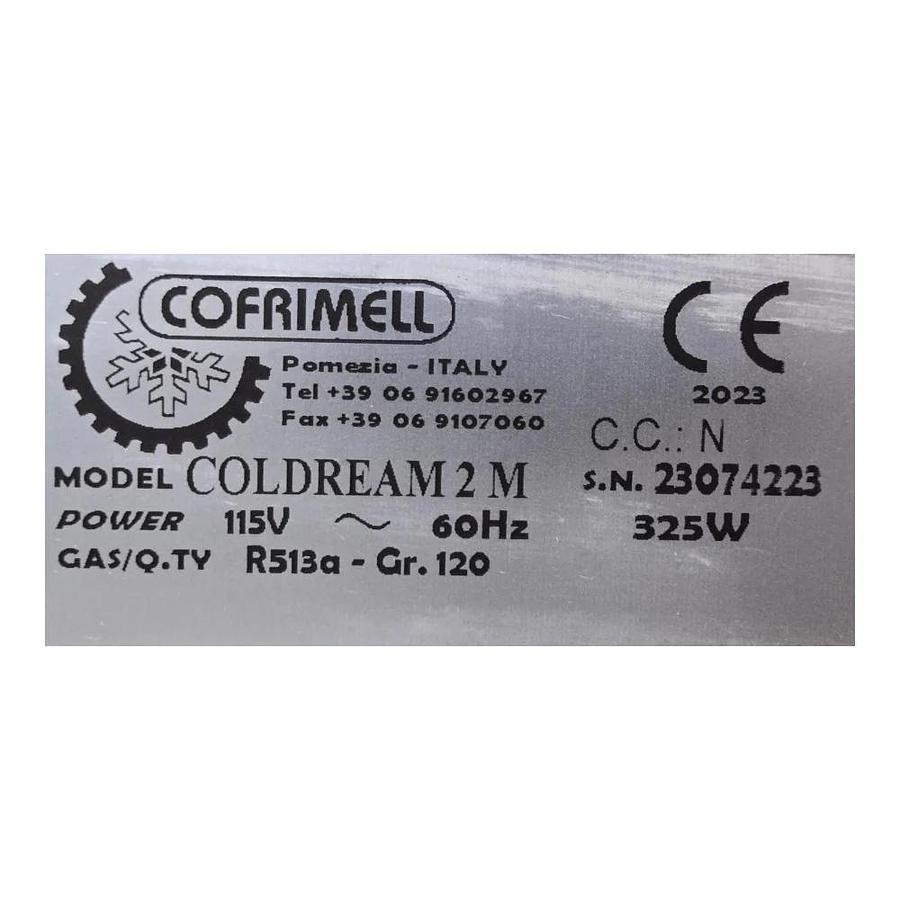 COFRIMELL
Pomezia - ITALY
Tel +39 06 91602967
Fax +39 06 9107060
CE
2023
C.C.: N
MODEL COLDREAM 2 M
S.N. 23074223
POWER 115V ~ 60Hz 325W
GAS/Q.TY R513a - Gr. 120